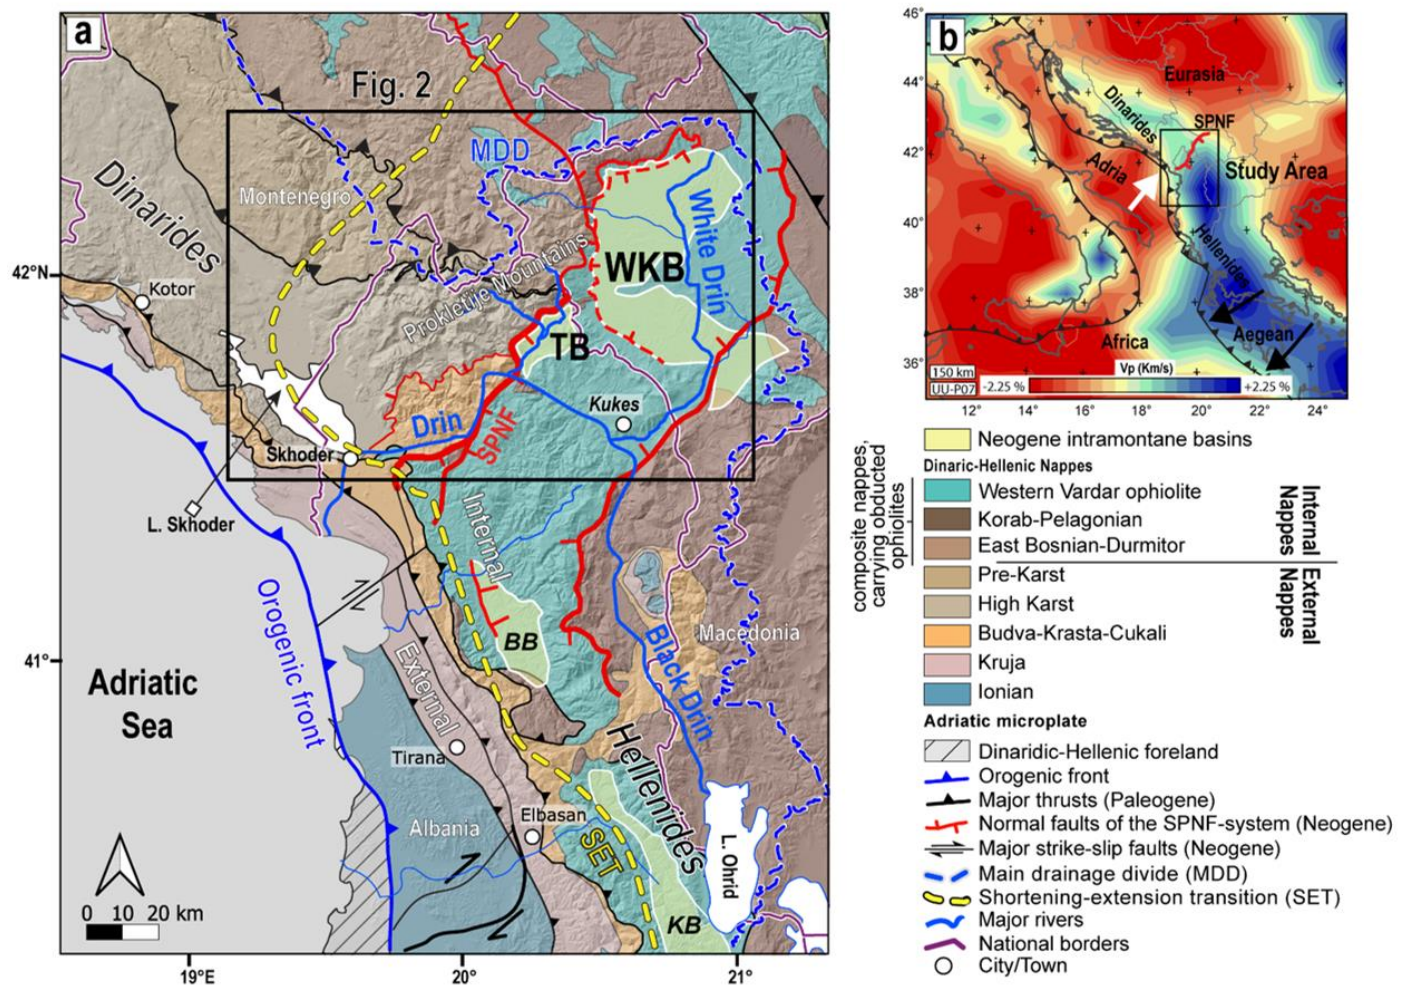 a
Fig. 2
MDD
Dinarides
Montenegro
White Drin
WKB
42°N
Kotor
Prokletije Mountains
TB
Kukes
Drin
SPNF
Skhoder
L. Skhoder
Internal
Orogenic front
BB
Macedonia
41°
External
Black Drin
Adriatic
Sea
Tirana
Hellenides
Elbasan
Albania
SET
L. Ohrid
KB
0 10 20 km
19°E
20°
21°
b
46°
44°
42°
40°
38°
36°
Eurasia
Dinarides
SPNF
Adria
Study Area
Hellenides
Aegean
Africa
150 km
UU-P07
Vp (Km/s)
-2.25 %
+2.25 %
12°
14°
16°
18°
20°
22°
24°
Neogene intramontane basins
Dinaric-Hellenic Nappes
composite nappes,
carrying obducted
ophiolites
Western Vardar ophiolite
Korab-Pelagonian
East Bosnian-Durmitor
Internal
Nappes
Pre-Karst
High Karst
Budva-Krasta-Cukali
Kruja
Ionian
External
Nappes
Adriatic microplate
Dinaridic-Hellenic foreland
Orogenic front
Major thrusts (Paleogene)
Normal faults of the SPNF-system (Neogene)
Major strike-slip faults (Neogene)
Main drainage divide (MDD)
Shortening-extension transition (SET)
Major rivers
National borders
City/Town